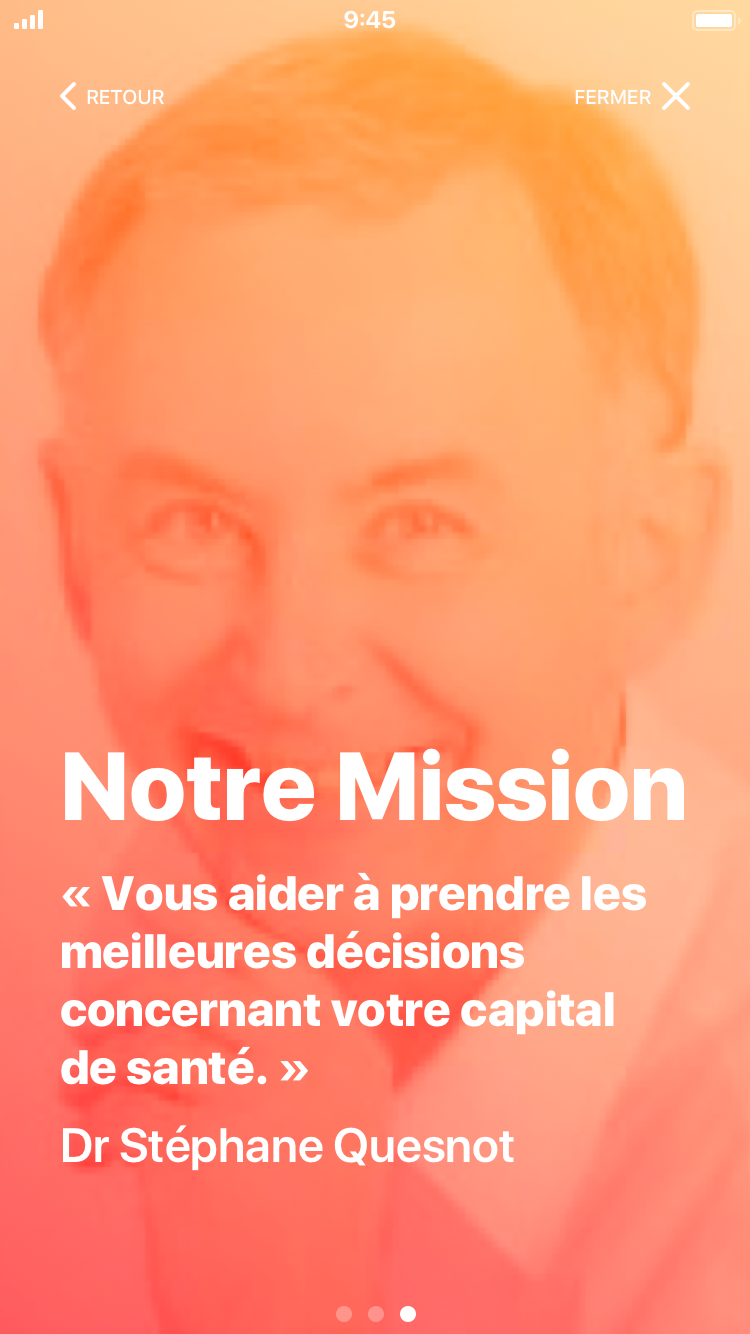 9:45
RETOUR
FERMER
Notre Mission
« Vous aider à prendre les
meilleures décisions
concernant votre capital
de santé. »
Dr Stéphane Quesnot